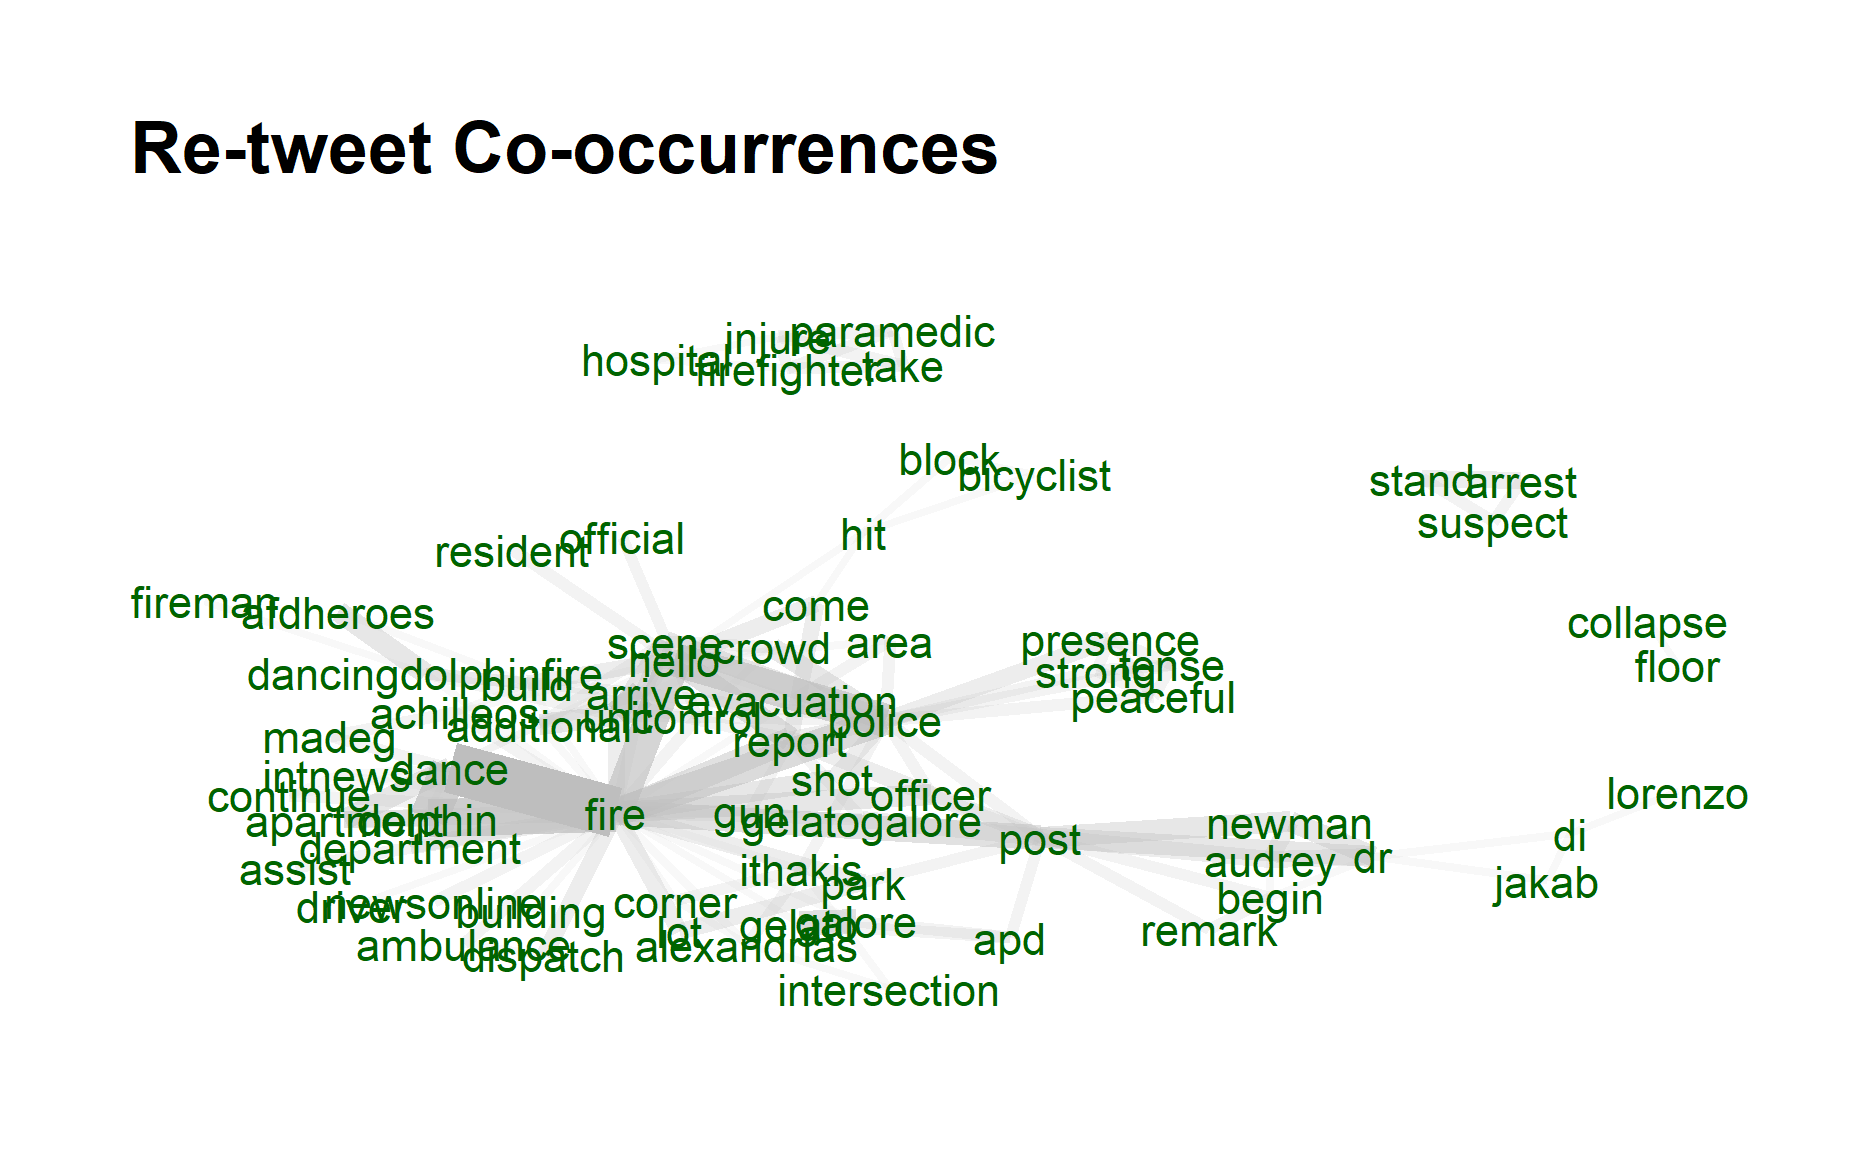 Re-tweet Co-occurrences
paramedic
injure
hospital
firefighter
take
block
bicyclist
stand
arrest
suspect
hit
official
resident
fireman
afdheroes
come
collapse
scene
crowd
area
presence
hello
strong
tense
floor
dancingdolphinfire
build
arrive
evacuation
peaceful
achilleos
additional
unit
control
police
madeg
report
intnews
dance
continue
shot
officer
lorenzo
apartment
dolphin
fire
gun
gelatogalore
newman
di
post
department
audrey
dr
assist
ithakis
park
jakab
driver
newsonline
building
corner
begin
lot
gelato
galore
remark
ambulance
dispatch
alexandrias
apd
intersection